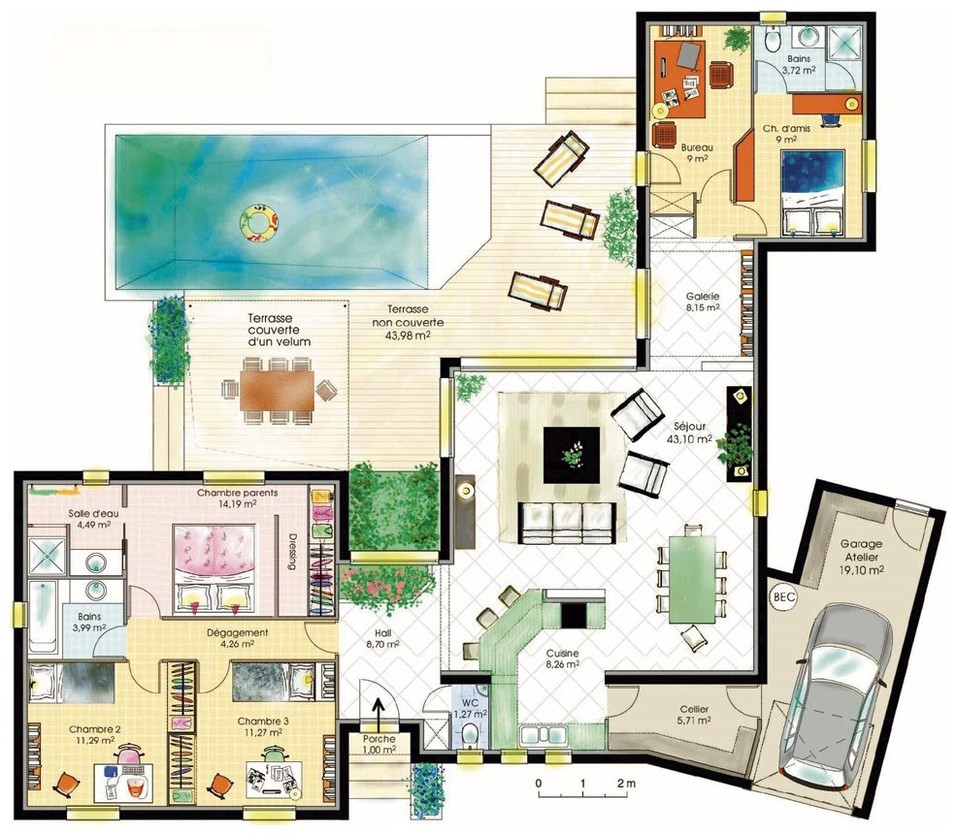 Bains
3,72 m²
Bureau
9 m²
Ch. d'amis
9 m²
Galerie
8,15 m²
Terrasse
couverte
d'un velum
Terrasse
non couverte
43,98 m²
Séjour
43,10 m²
Salle d'eau
4,49 m²
Chambre parents
14,19 m²
Dressing
Bains
3,99 m²
Dégagement
4,26 m²
Hall
8,70 m²
Cuisine
8,26 m²
Garage
Atelier
19,10 m²
BEC
Chambre 2
11,29 m²
Chambre 3
11,27 m²
Porche
1,00 m²
WC
1,27 m²
Cellier
5,71 m²
0 1 2 m